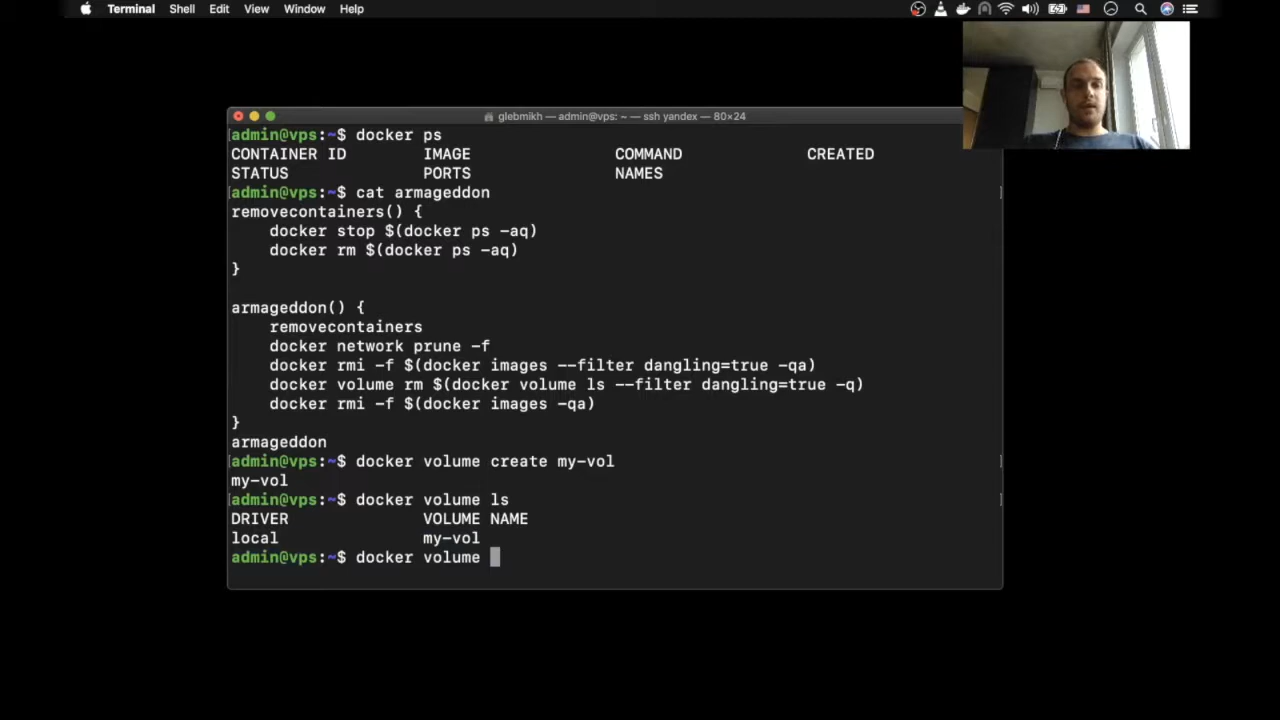 Terminal Shell Edit View Window Help
glebmikh — admin@vps: ~ — ssh yandex — 80×24
admin@vps:~$ docker ps
CONTAINER ID IMAGE COMMAND CREATED
STATUS PORTS NAMES
admin@vps:~$ cat armageddon
removecontainers() {
    docker stop $(docker ps -aq)
    docker rm $(docker ps -aq)
}

armageddon() {
    removecontainers
    docker network prune -f
    docker rmi -f $(docker images --filter dangling=true -qa)
    docker volume rm $(docker volume ls --filter dangling=true -q)
    docker rmi -f $(docker images -qa)
}
armageddon
admin@vps:~$ docker volume create my-vol
my-vol
admin@vps:~$ docker volume ls
DRIVER VOLUME NAME
local my-vol
admin@vps:~$ docker volume